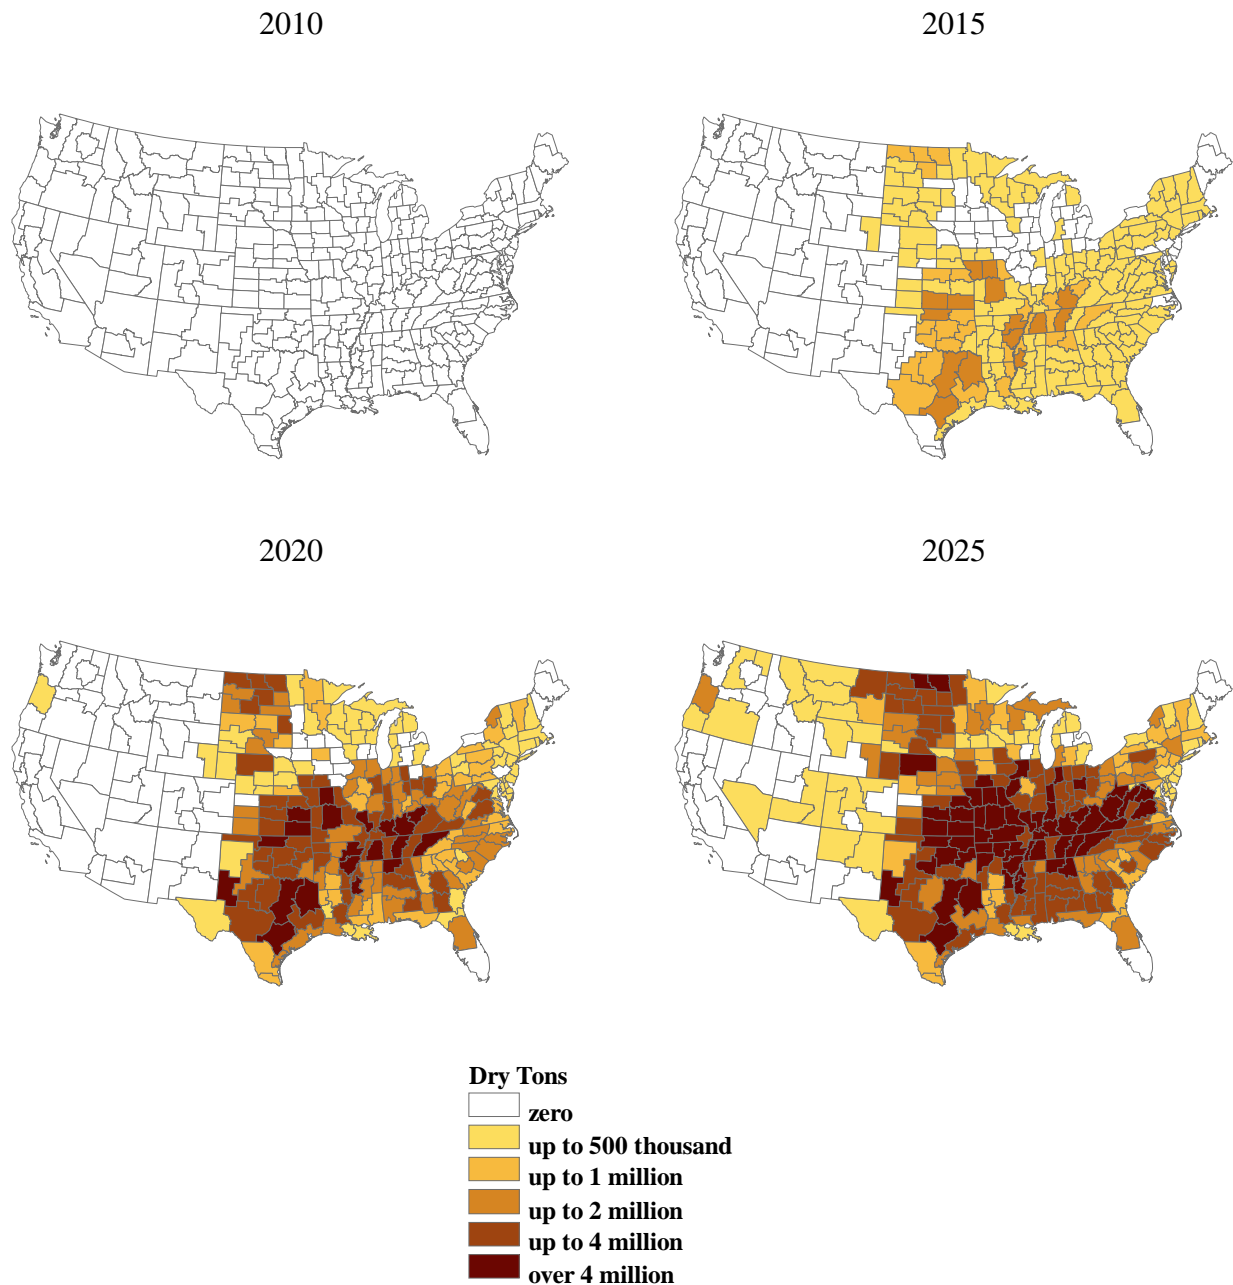 2010
2015
2020
2025
Dry Tons
zero
up to 500 thousand
up to 1 million
up to 2 million
up to 4 million
over 4 million